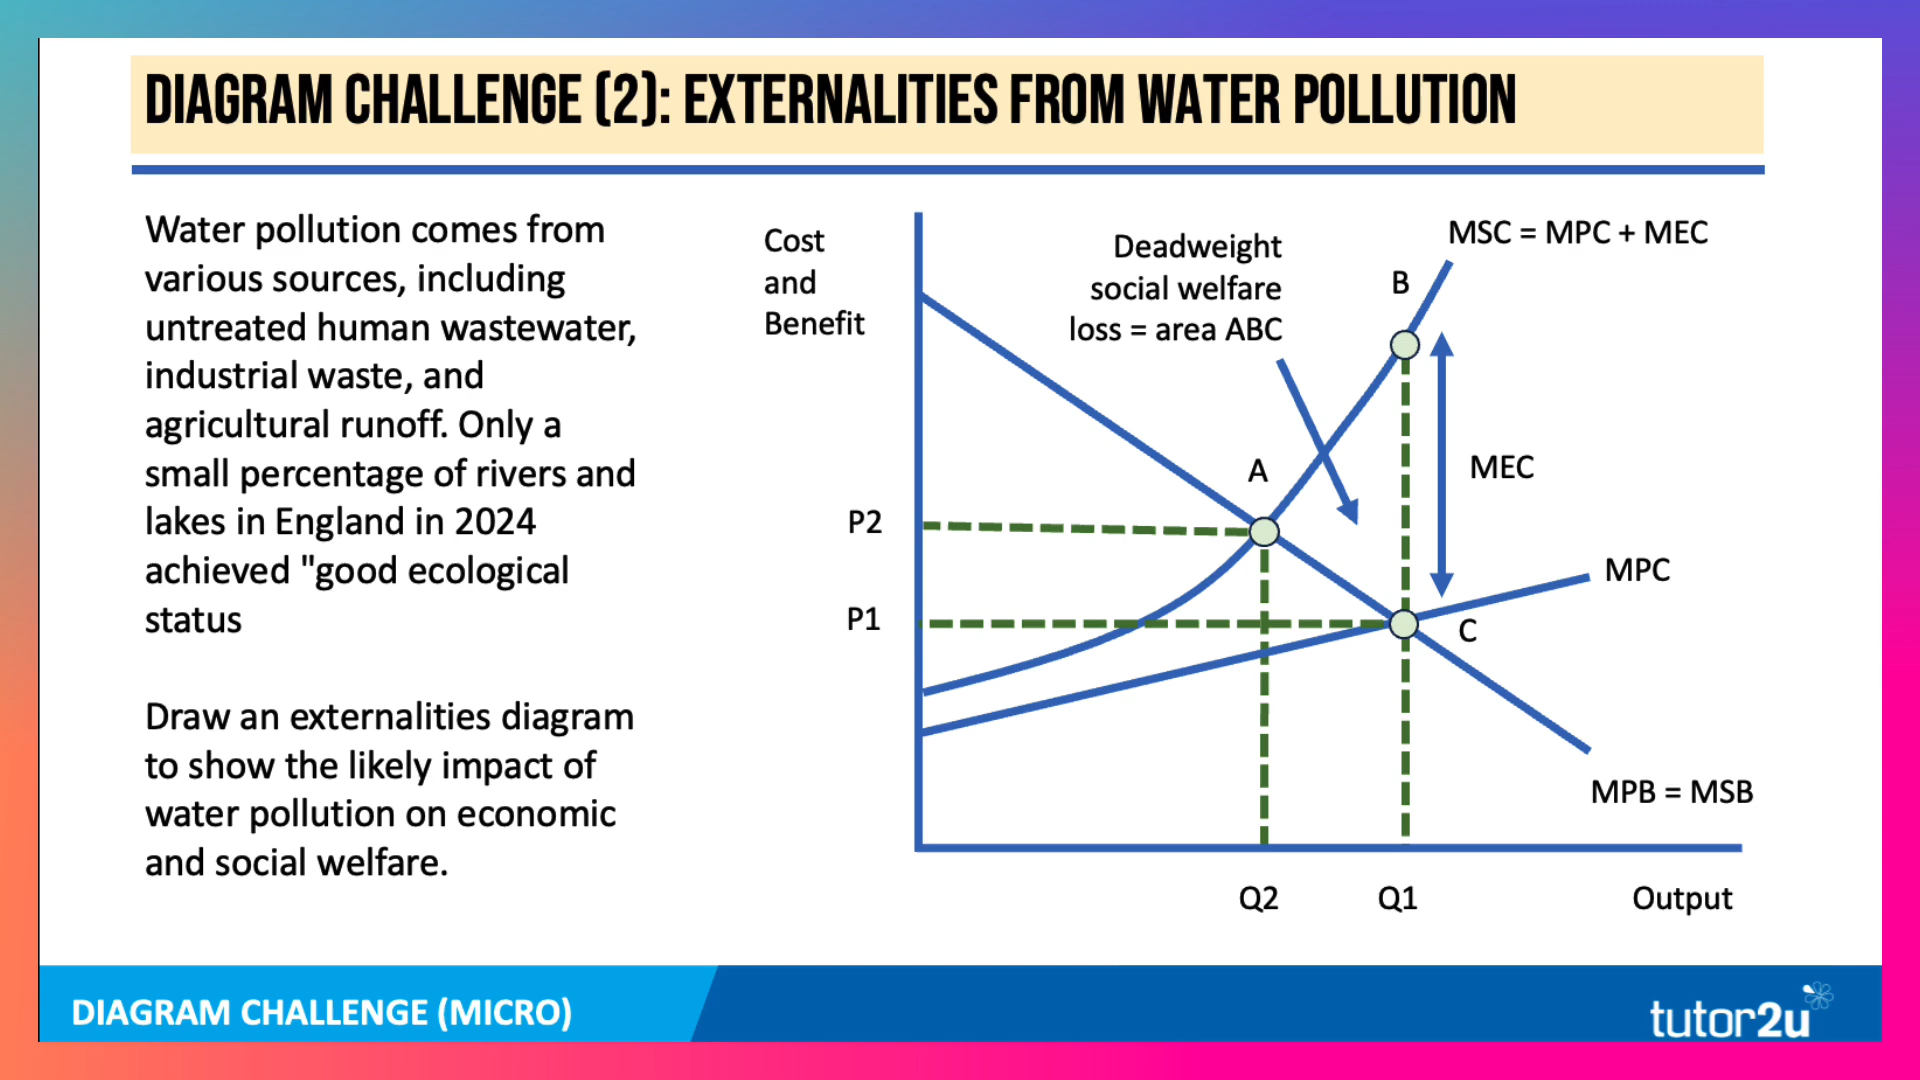 DIAGRAM CHALLENGE (2): EXTERNALITIES FROM WATER POLLUTION
Water pollution comes from
various sources, including
untreated human wastewater,
industrial waste, and
agricultural runoff. Only a
small percentage of rivers and
lakes in England in 2024
achieved "good ecological
status
Draw an externalities diagram
to show the likely impact of
water pollution on economic
and social welfare.
Cost
and
Benefit
Deadweight
social welfare
loss = area ABC
MSC = MPC + MEC
B
A
MEC
P2
MPC
P1
C
MPB = MSB
Q2
Q1
Output
DIAGRAM CHALLENGE (MICRO)
tutor2u